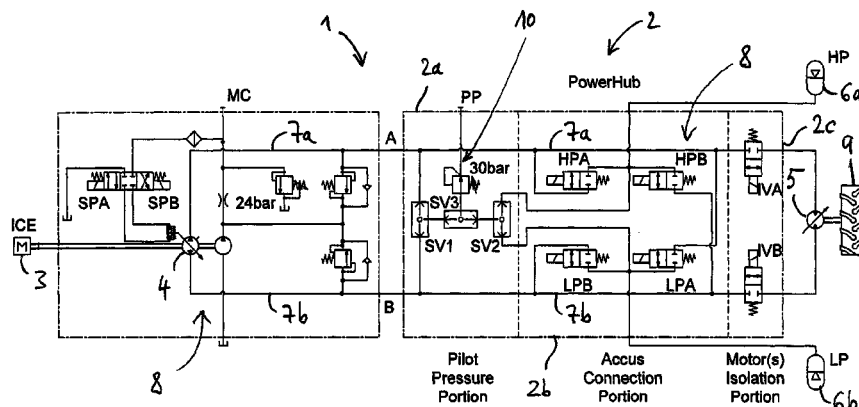 1
10
2
HP
MC
2a
PP
PowerHub
8
6a
7a
A
7a
2c
9
30bar
HPA
HPB
24bar
SPA
SPB
SV3
IVA
5
ICE
M
SV1
SV2
IVB
3
4
LPB
LPA
7b
B
7b
8
2b
Pilot
Pressure
Portion
Accus
Connection
Portion
Motor(s)
Isolation
Portion
LP
6b